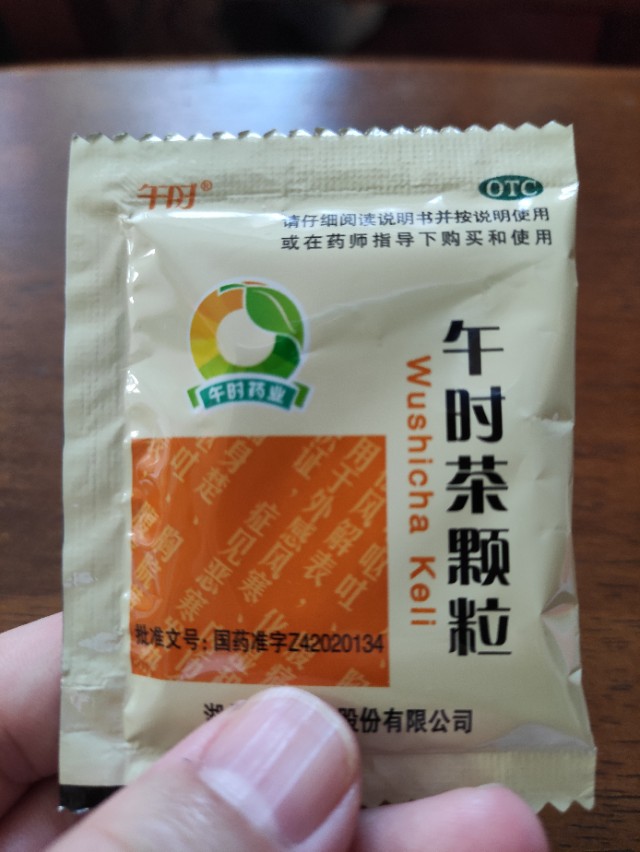 午时®
OTC
请仔细阅读说明书并按说明使用
或在药师指导下购买和使用
午时药业
午时茶颗粒
Wushicha Keli
批准文号：国药准字Z42020134
股份有限公司